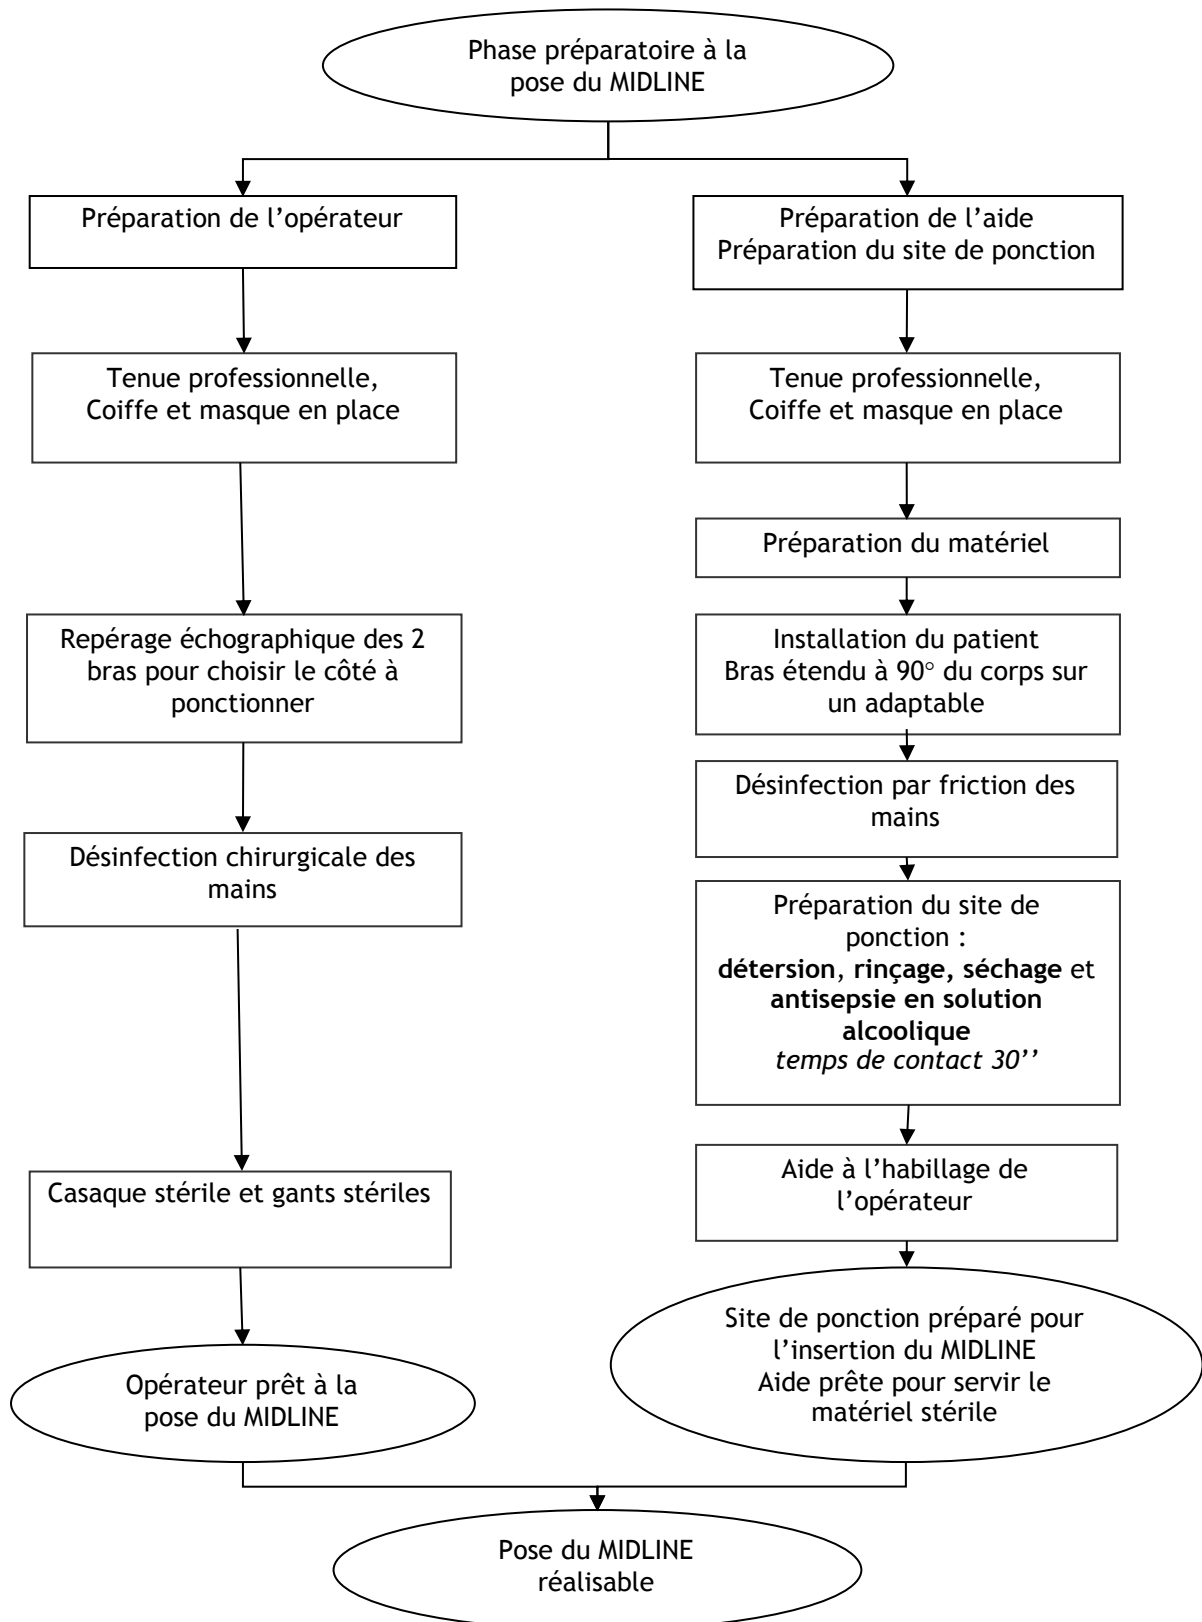 Phase préparatoire à la
pose du MIDLINE
Préparation de l’opérateur
Préparation de l’aide
Préparation du site de ponction
Tenue professionnelle,
Coiffe et masque en place
Tenue professionnelle,
Coiffe et masque en place
Préparation du matériel
Repérage échographique des 2
bras pour choisir le côté à
ponctionner
Installation du patient
Bras étendu à 90° du corps sur
un adaptable
Désinfection par friction des
mains
Désinfection chirurgicale des
mains
Préparation du site de
ponction :
détersion, rinçage, séchage et
antisepsie en solution
alcoolique
temps de contact 30’’
Casaque stérile et gants stériles
Aide à l’habillage de
l’opérateur
Opérateur prêt à la
pose du MIDLINE
Site de ponction préparé pour
l’insertion du MIDLINE
Aide prête pour servir le
matériel stérile
Pose du MIDLINE
réalisable